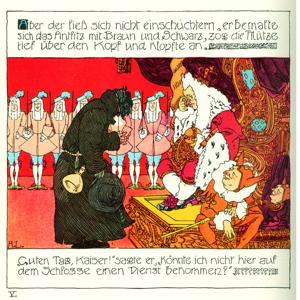 Aber der ließ sich nicht einschüchtern, er bemalte
sich das Antlitz mit Braun und Schwarz, zog die Mütze
tief über den Kopf und klopfte an.
H.L.
„Guten Tag, Kaiser!" sagte er, „könnte ich nicht hier auf
dem Schlosse einen Dienst bekommen?"
V.